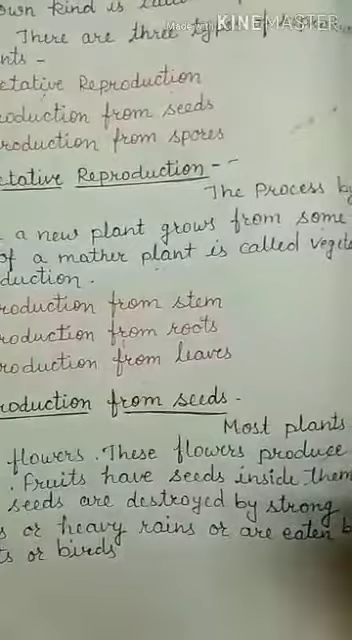 own kind is
Made with KINEMASTER
There are three
nts -
etative Reproduction
roduction from seeds
roduction from spores
etative Reproduction -
The Process by
a new plant grows from some
of a mother plant is called veget
duction.
roduction from stem
roduction from roots
roduction from leaves
roduction from seeds -
Most plants
flowers. These flowers produce
. Fruits have seeds inside them
seeds are destroyed by strong
s or heavy rains or are eaten b
ts or birds